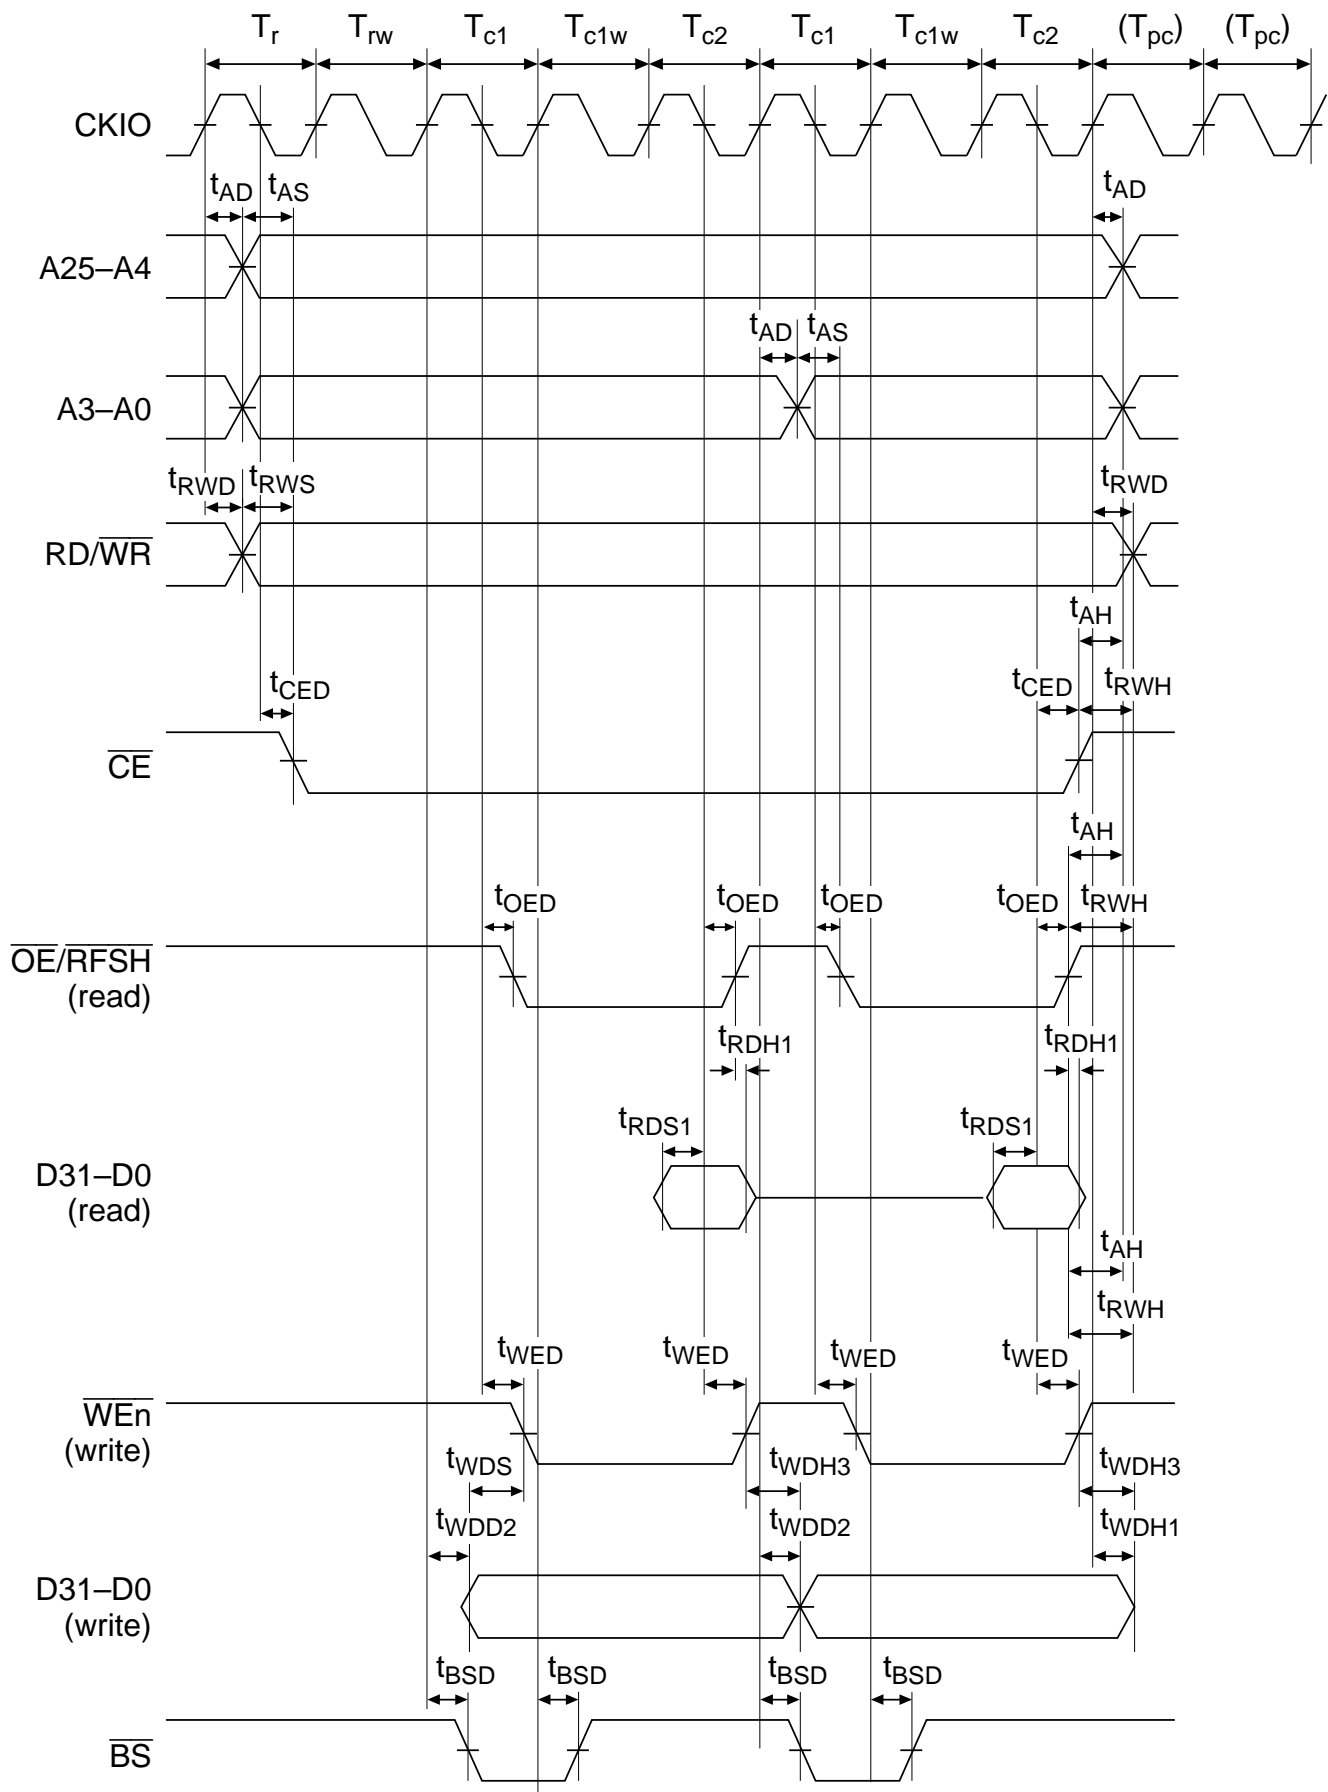 Tr Trw Tc1 Tc1w Tc2 Tc1 Tc1w Tc2 (Tpc) (Tpc)
CKIO
tAD tAS tAD
A25–A4
tAD tAS
A3–A0
tRWD tRWS tRWD
RD/WR
tAH
tCED tCED tRWH
CE
tAH
tOED tOED tOED tOED tRWH
OE/RFSH
(read)
tRDH1 tRDH1
tRDS1 tRDS1
D31–D0
(read)
tAH
tRWH
tWED tWED tWED tWED
WEn
(write)
tWDS tWDH3 tWDH3
tWDD2 tWDD2 tWDH1
D31–D0
(write)
tBSD tBSD tBSD tBSD
BS